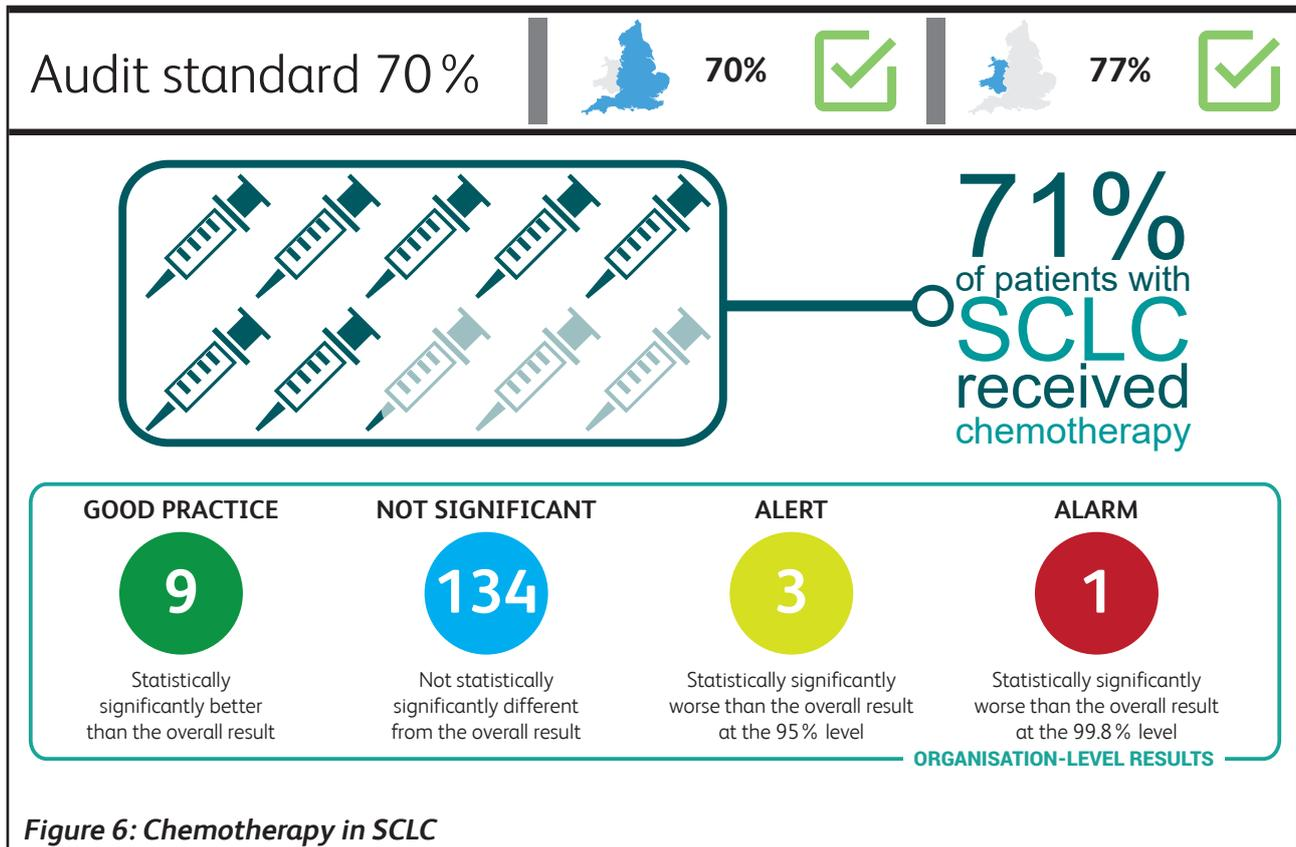 Audit standard 70%
70%
77%
71%
of patients with
SCLC
received
chemotherapy
GOOD PRACTICE
9
Statistically
significantly better
than the overall result
NOT SIGNIFICANT
134
Not statistically
significantly different
from the overall result
ALERT
3
Statistically significantly
worse than the overall result
at the 95% level
ALARM
1
Statistically significantly
worse than the overall result
at the 99.8% level
ORGANISATION-LEVEL RESULTS
Figure 6: Chemotherapy in SCLC